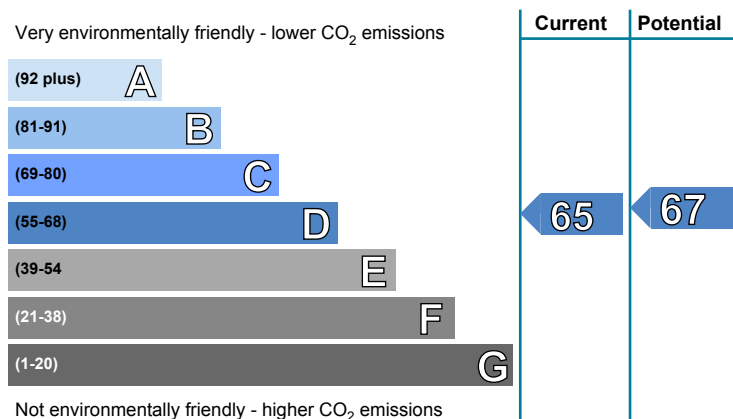 Very environmentally friendly - lower CO2 emissions
Current Potential
(92 plus) A
(81-91) B
(69-80) C
(55-68) D
65 67
(39-54 E
(21-38) F
(1-20) G
Not environmentally friendly - higher CO2 emissions